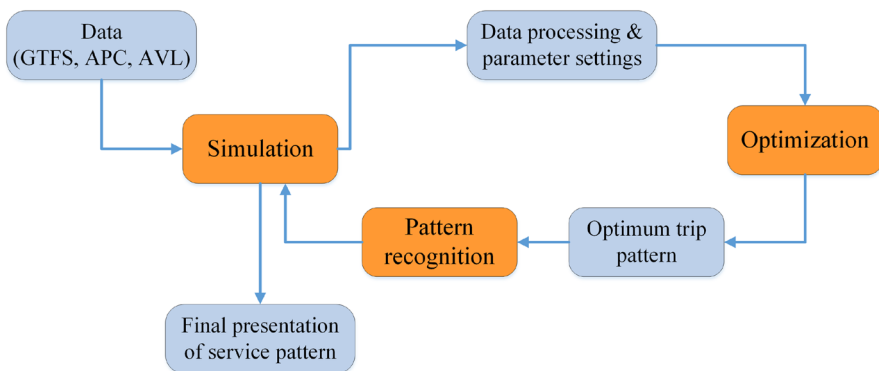 Data
(GTFS, APC, AVL)
Data processing &
parameter settings
Simulation
Optimization
Pattern
recognition
Optimum trip
pattern
Final presentation
of service pattern